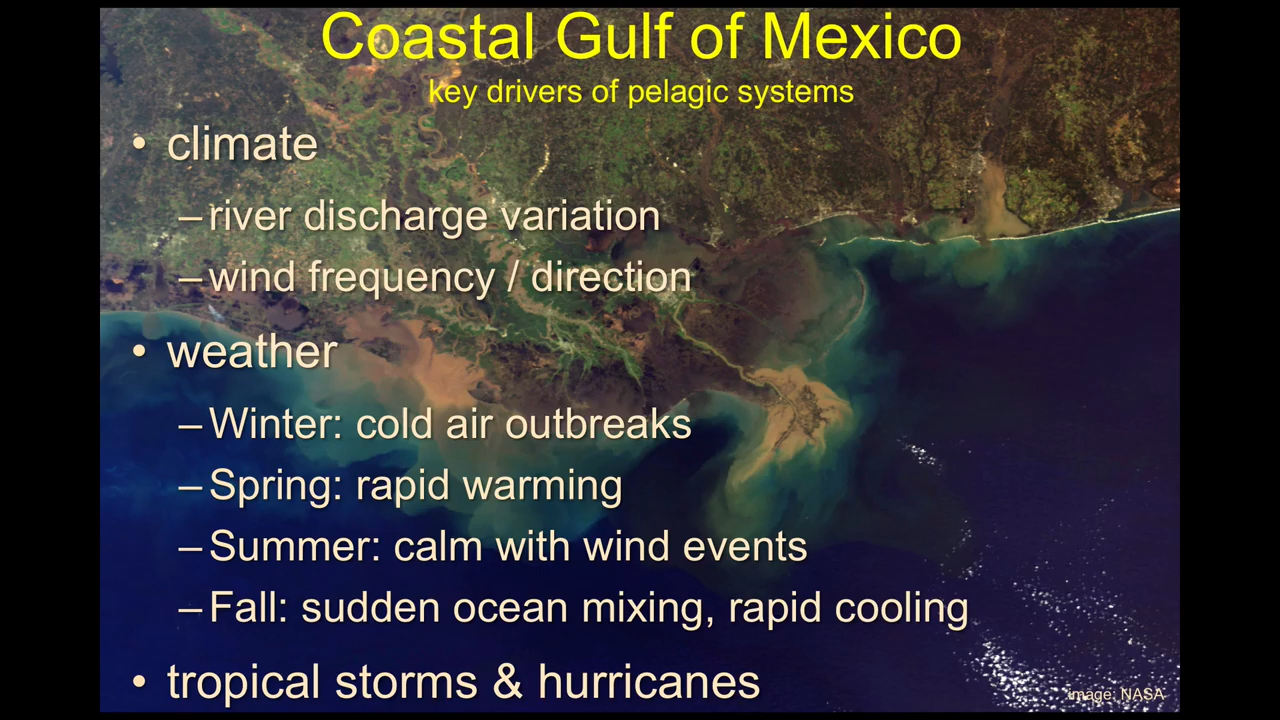 Coastal Gulf of Mexico
key drivers of pelagic systems
• climate
– river discharge variation
– wind frequency / direction
• weather
– Winter: cold air outbreaks
– Spring: rapid warming
– Summer: calm with wind events
– Fall: sudden ocean mixing, rapid cooling
• tropical storms & hurricanes
image: NASA